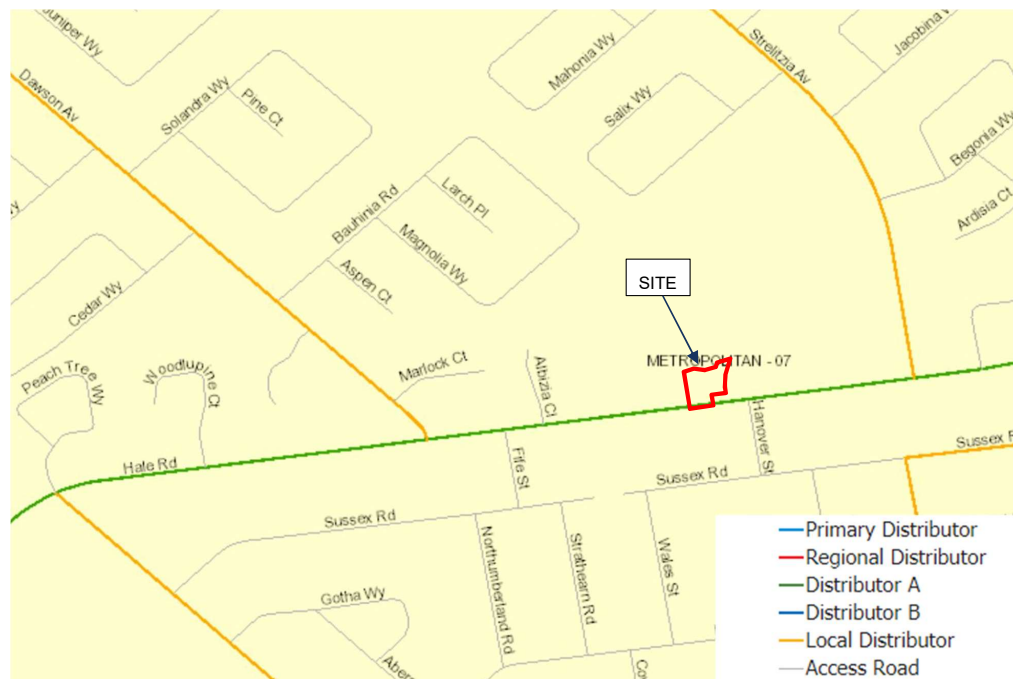 Juniper Wy
Dawson Av
Solandra Wy
Pine Ct
Mahonia Wy
Salix Wy
Strelitzia Av
Jacobina W
Begonia Wy
Ardisia Ct
Bauhinia Rd
Larch Pl
Magnolia Wy
Aspen Ct
Cedar Wy
SITE
METROPOLITAN - 07
Peach Tree Wy
Woodlupine Ct
Marlock Ct
Albizia Ct
Hale Rd
Fife St
Hanover St
Sussex R
Sussex Rd
Sussex Rd
Northumberland Rd
Strathearn Rd
Wales St
Gotha Wy
Aber
Primary Distributor
Regional Distributor
Distributor A
Distributor B
Local Distributor
Access Road